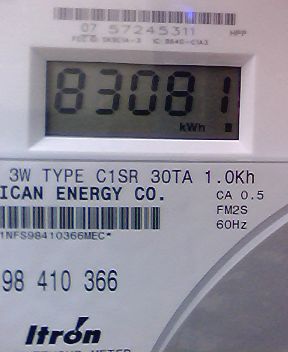 07 57245311
HPP
83081
kWh
3W TYPE C1SR 30TA 1.0Kh
ICAN ENERGY CO.
CA 0.5
FM2S
60Hz
1NFS98410366MEC*
98 410 366
Itron